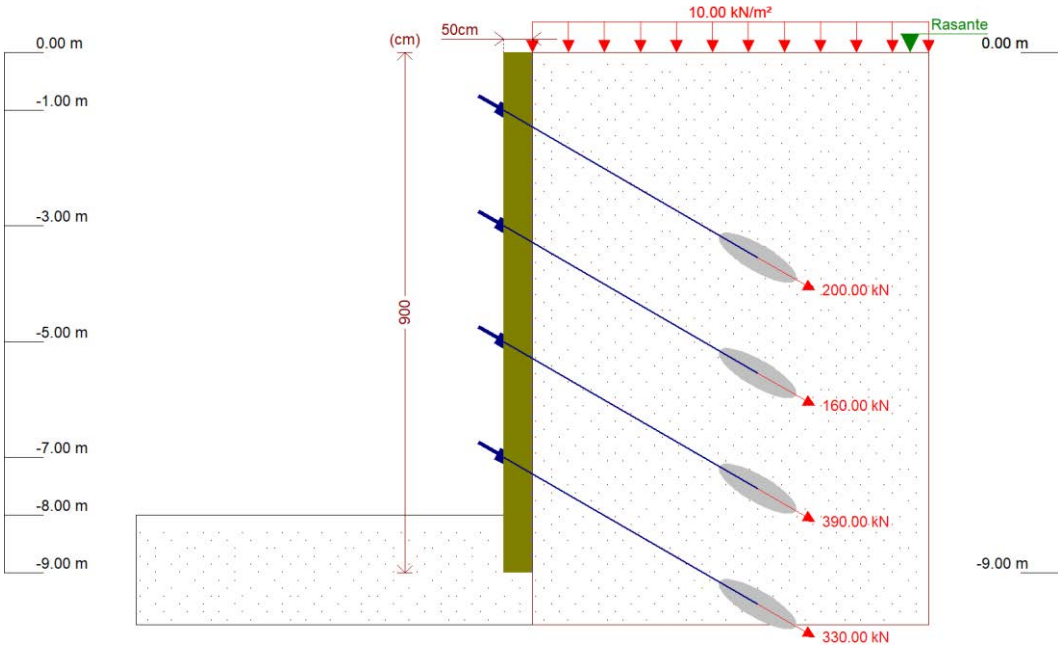 10.00 kN/m²
Rasante
50cm
(cm)
0.00 m
0.00 m
-1.00 m
-3.00 m
200.00 kN
900
-5.00 m
160.00 kN
-7.00 m
-8.00 m
390.00 kN
-9.00 m
-9.00 m
330.00 kN